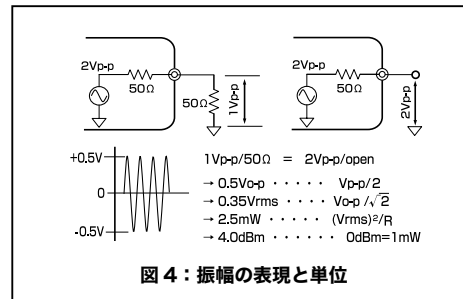 2Vp-p
50Ω
50Ω
1Vp-p
2Vp-p
50Ω
2Vp-p
+0.5V
0
-0.5V
1Vp-p/50Ω = 2Vp-p/open
→ 0.5Vo-p ・・・・・ Vp-p/2
→ 0.35Vrms ・・・・ Vo-p/√2
→ 2.5mW ・・・・・ (Vrms)²/R
→ 4.0dBm ・・・・・・ 0dBm=1mW
図4：振幅の表現と単位